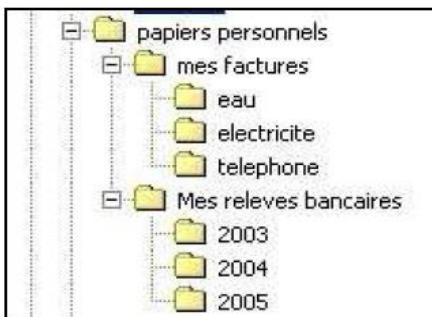 papiers personnels
mes factures
eau
electricite
telephone
Mes releves bancaires
2003
2004
2005